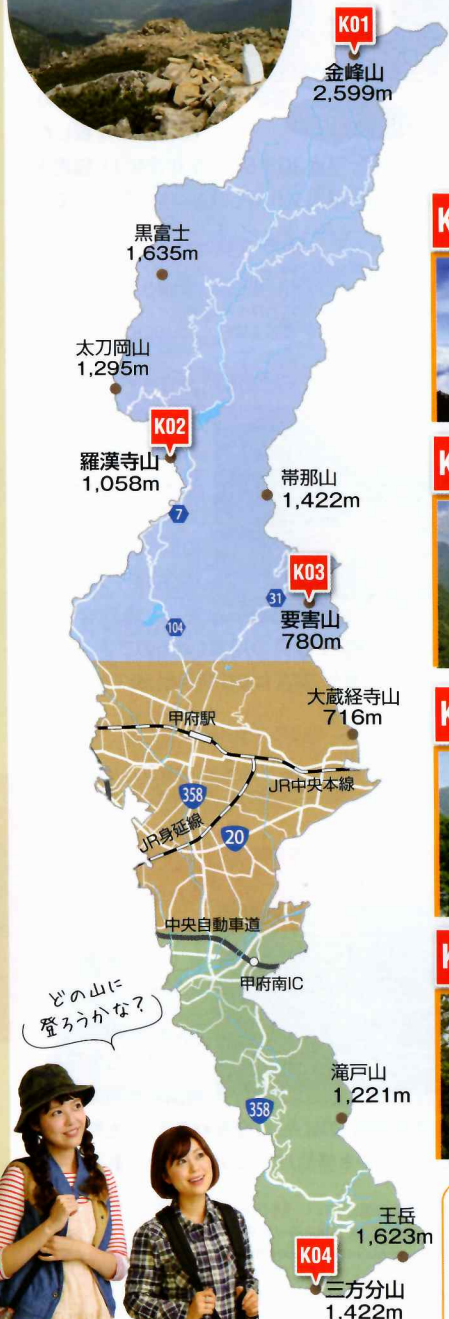 K01
金峰山
2,599m
黒富士
1,635m
太刀岡山
1,295m
K02
羅漢寺山
1,058m
帯那山
1,422m
7
K03
31
要害山
780m
104
大蔵経寺山
716m
甲府駅
JR中央本線
358
JR身延線
20
中央自動車道
甲府南IC
どの山に
登ろうかな?
滝戸山
1,221m
358
王岳
1,623m
K04
三方分山
1,422m
K
K
K
K